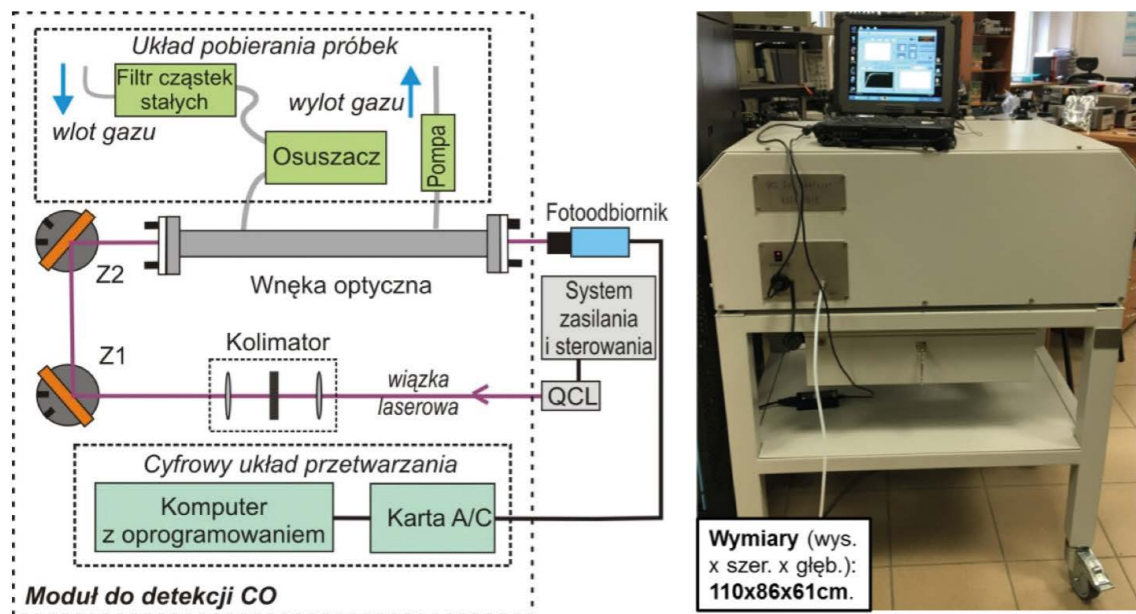 Układ pobierania próbek
Filtr cząstek
stałych
wlot gazu
wylot gazu
Osuszacz
Pompa
Z2
Wnęka optyczna
Fotoodbiornik
System
zasilania
i sterowania
Z1
Kolimator
wiązka
laserowa
QCL
Cyfrowy układ przetwarzania
Komputer
z oprogramowaniem
Karta A/C
Moduł do detekcji CO
Wymiary (wys.
x szer. x głęb.):
110x86x61cm.